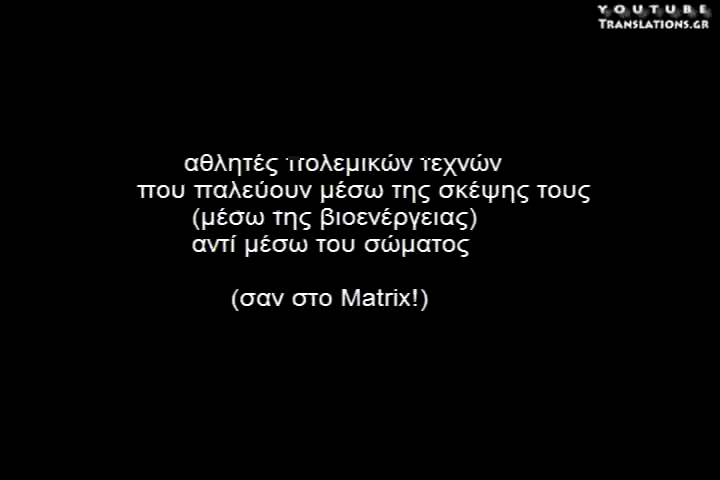 YOUTUBE
TRANSLATIONS.GR
αθλητές πολεμικών τεχνών
που παλεύουν μέσω της σκέψης τους
(μέσω της βιοενέργειας)
αντί μέσω του σώματος
(σαν στο Matrix!)